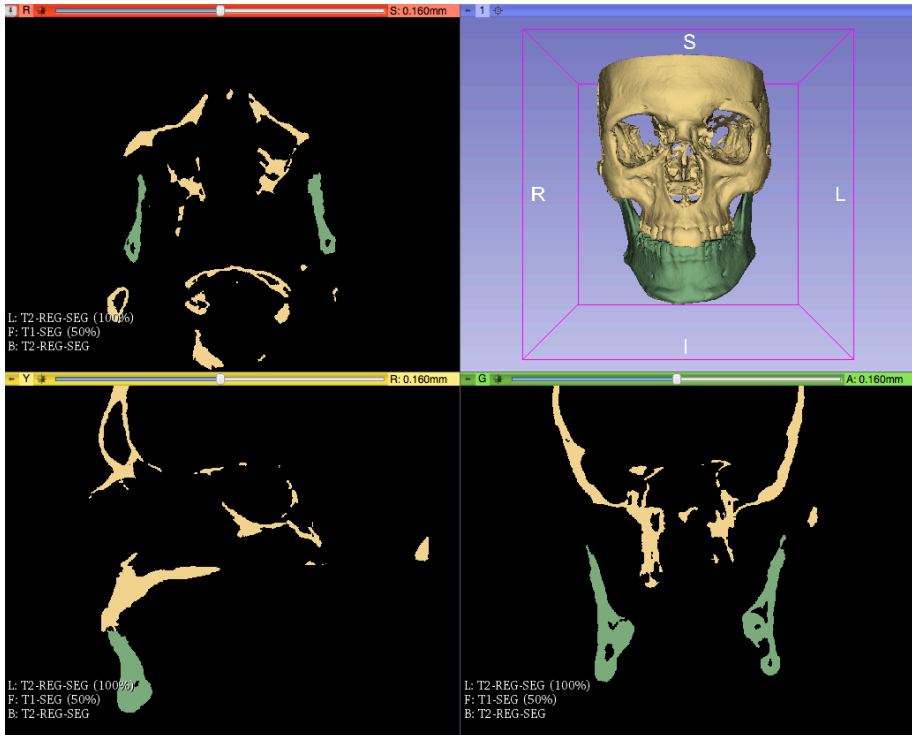 R S: 0.160mm
1
S
R
L
I
L: T2-REG-SEG (100%)
F: T1-SEG (50%)
B: T2-REG-SEG
Y R: 0.160mm
G A: 0.160mm
L: T2-REG-SEG (100%)
F: T1-SEG (50%)
B: T2-REG-SEG
L: T2-REG-SEG (100%)
F: T1-SEG (50%)
B: T2-REG-SEG